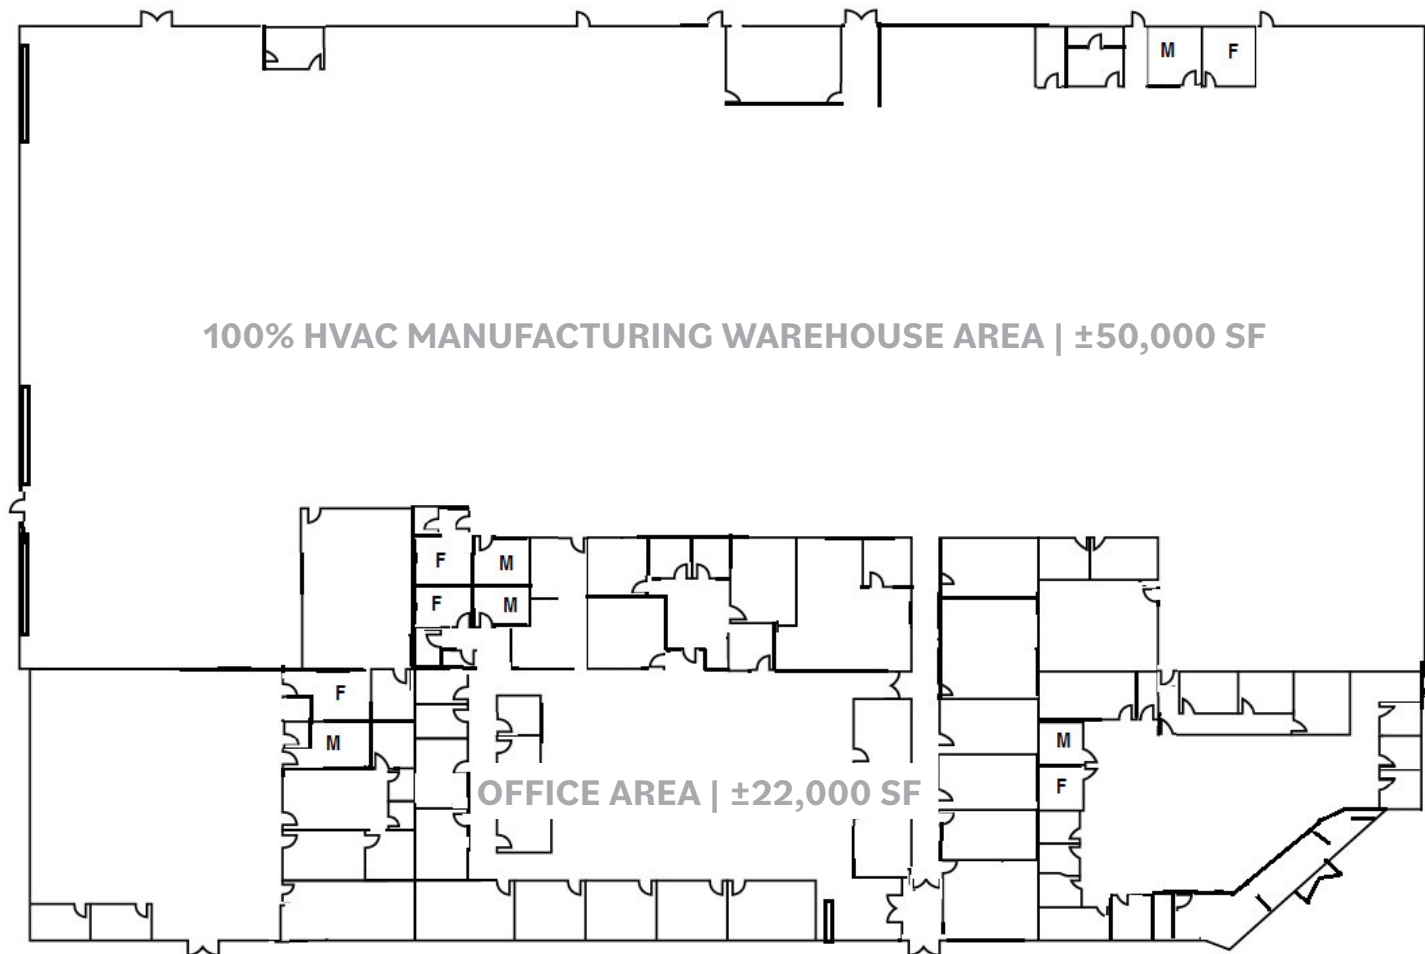 M F
100% HVAC MANUFACTURING WAREHOUSE AREA | ±50,000 SF
F M
F M
F
M
M
OFFICE AREA | ±22,000 SF
F